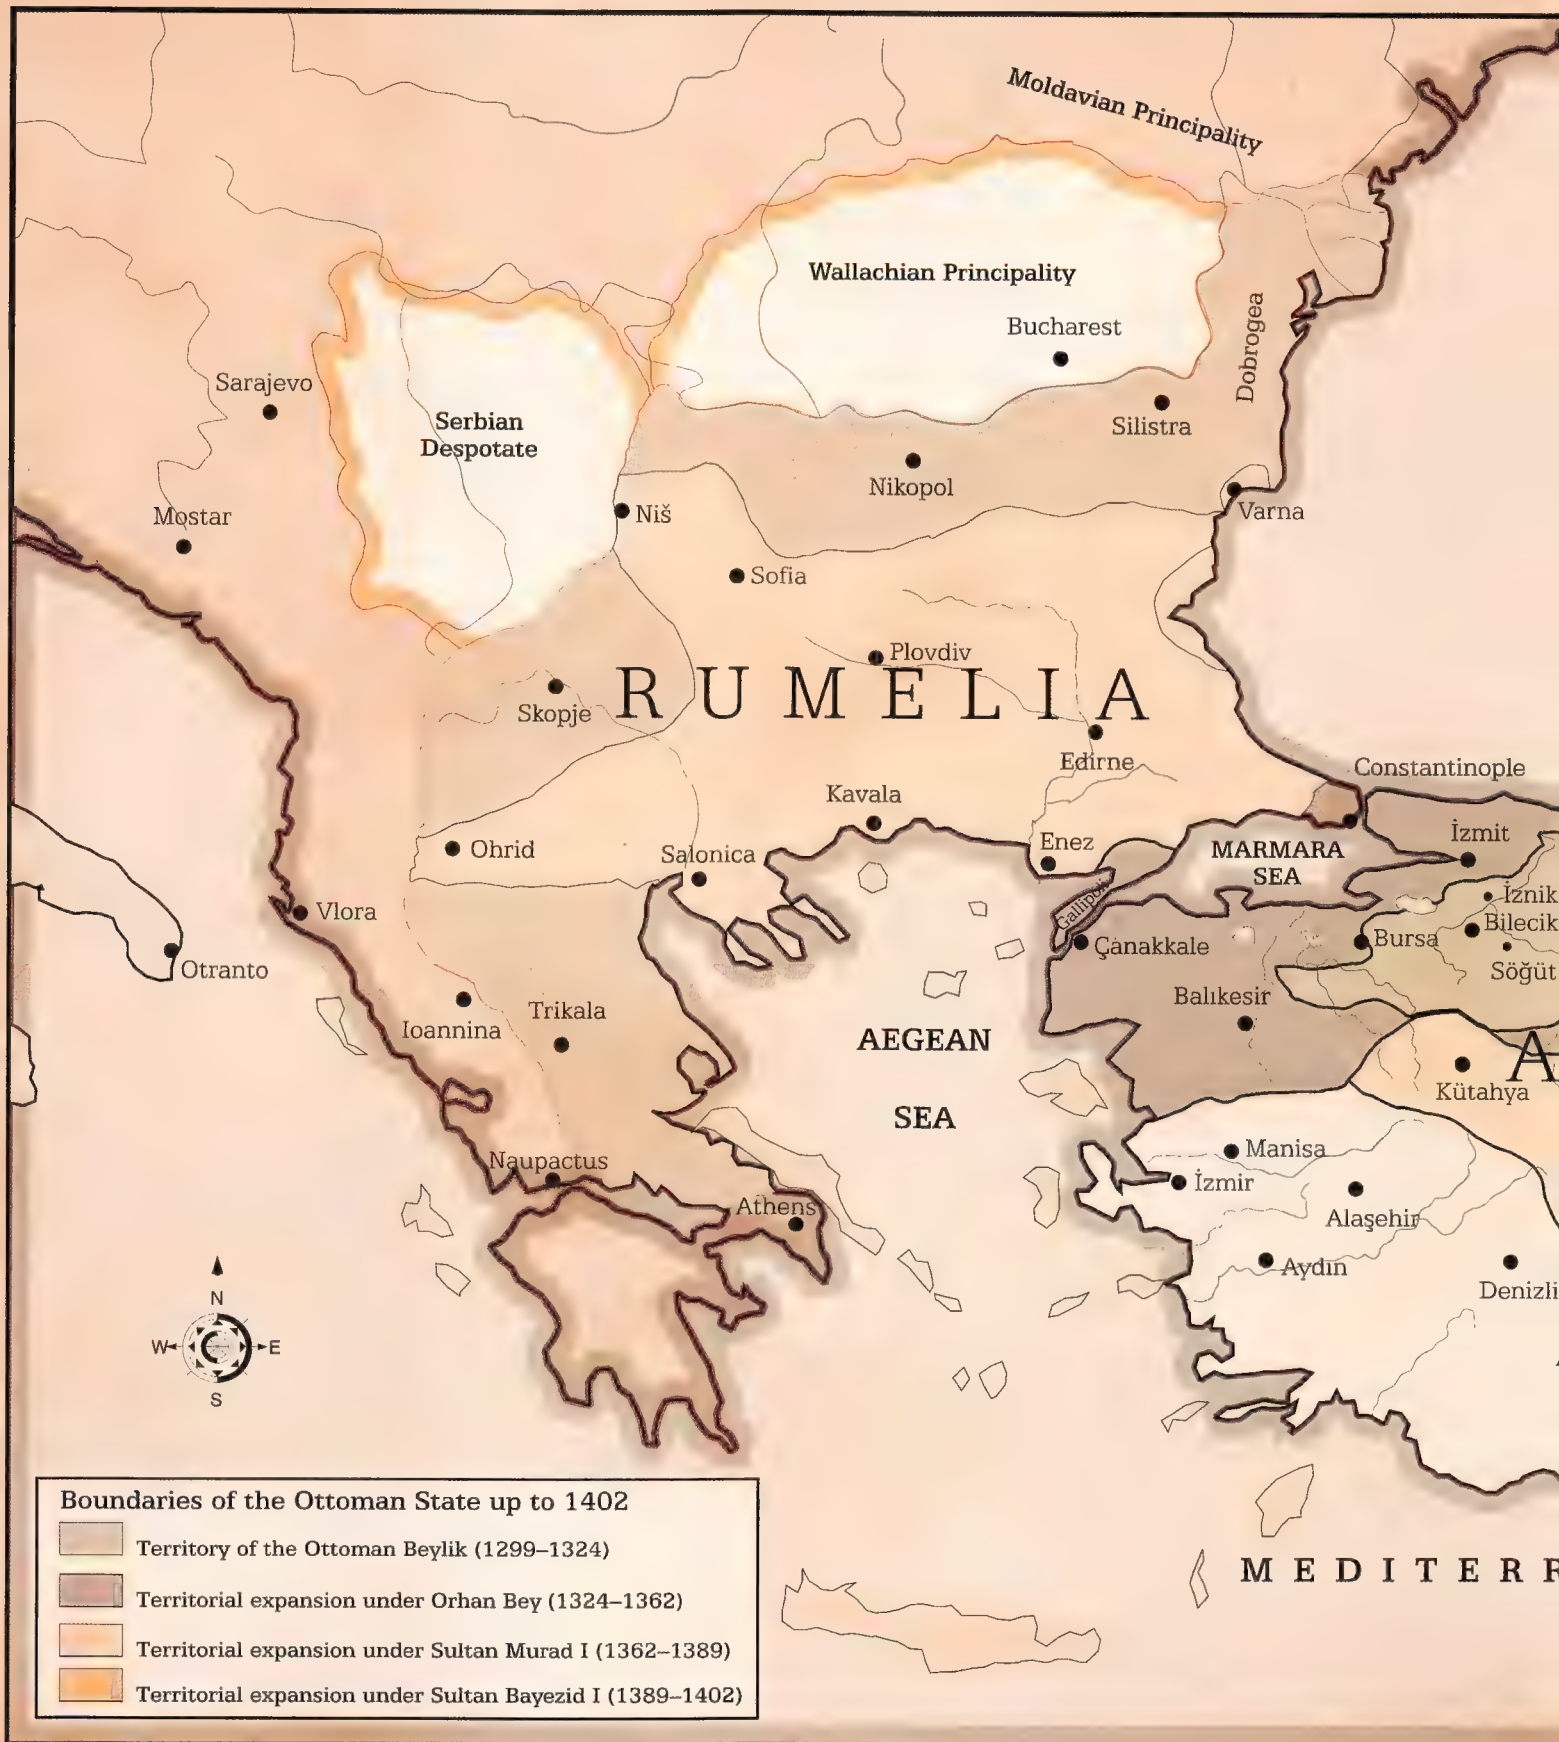 Moldavian Principality
Wallachian Principality
Bucharest
Dobrogea
Sarajevo
Serbian
Despotate
Silistra
Nikopol
Mostar
Niš
Varna
Sofia
Plovdiv
RUMELIA
Skopje
Edirne
Constantinople
Kavala
Ohrid
Salonica
Enez
MARMARA
SEA
İzmit
İznik
Gallipoli
Vlora
Bilecik
Çanakkale
Bursa
Otranto
Söğüt
Balıkesir
Ioannina
Trikala
AEGEAN
SEA
A
Kütahya
Manisa
Naupactus
İzmir
Athens
Alaşehir
Aydın
Denizli
N
W
E
S
MEDITERR
Boundaries of the Ottoman State up to 1402
Territory of the Ottoman Beylik (1299–1324)
Territorial expansion under Orhan Bey (1324–1362)
Territorial expansion under Sultan Murad I (1362–1389)
Territorial expansion under Sultan Bayezid I (1389–1402)